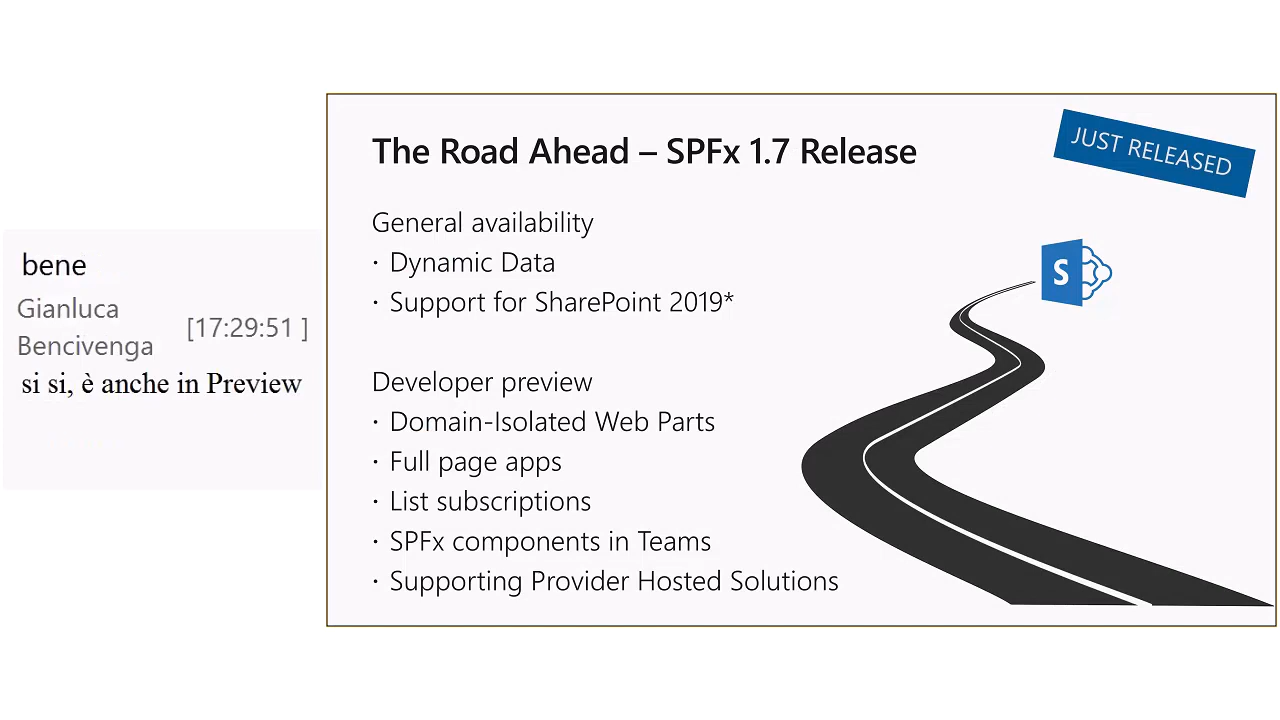 bene
Gianluca
Bencivenga
[17:29:51 ]
si si, è anche in Preview
The Road Ahead – SPFx 1.7 Release
JUST RELEASED
General availability
· Dynamic Data
· Support for SharePoint 2019*
S
Developer preview
· Domain-Isolated Web Parts
· Full page apps
· List subscriptions
· SPFx components in Teams
· Supporting Provider Hosted Solutions